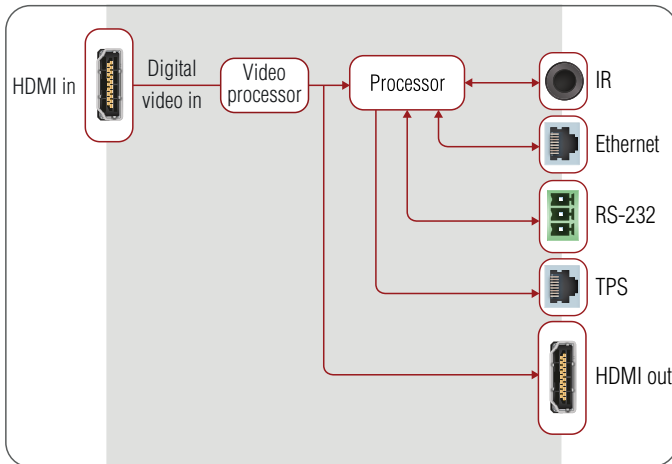 HDMI in
Digital
video in
Video
processor
Processor
IR
Ethernet
RS-232
TPS
HDMI out